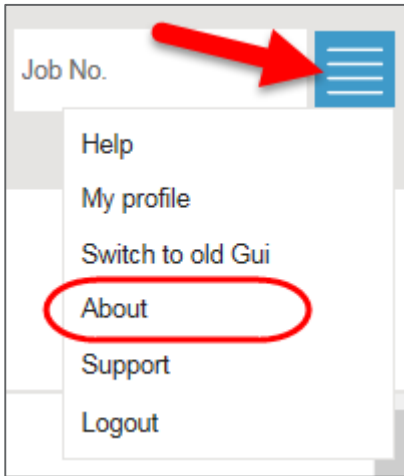 Job No.
Help
My profile
Switch to old Gui
About
Support
Logout